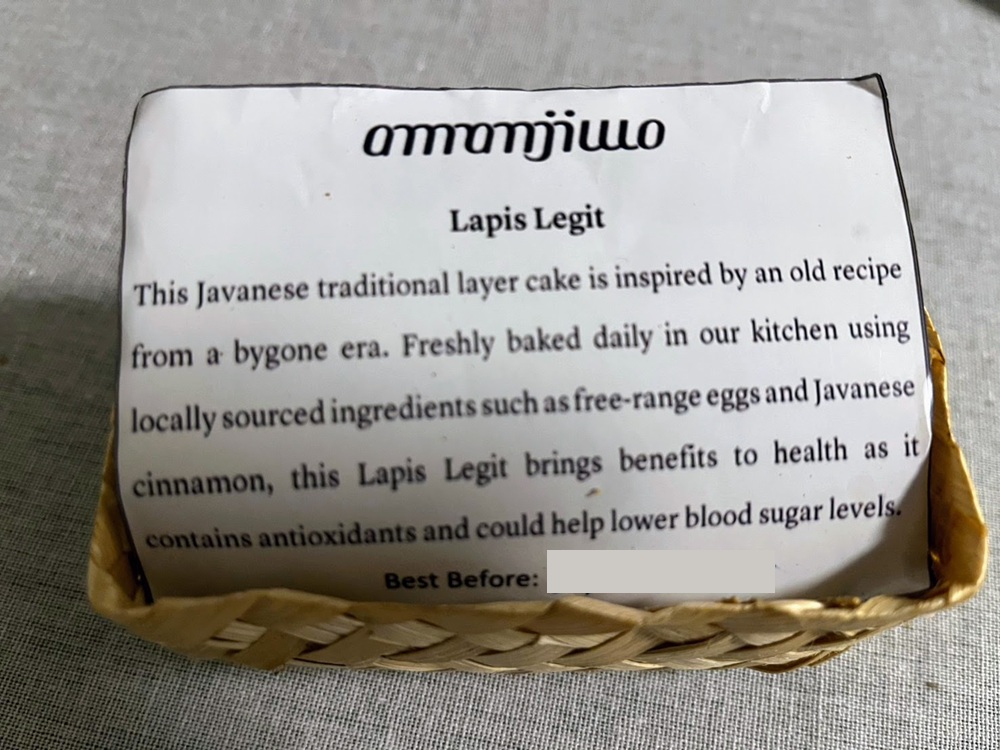 amanjiwo
Lapis Legit
This Javanese traditional layer cake is inspired by an old recipe
from a bygone era. Freshly baked daily in our kitchen using
locally sourced ingredients such as free-range eggs and Javanese
cinnamon, this Lapis Legit brings benefits to health as it
contains antioxidants and could help lower blood sugar levels.
Best Before: